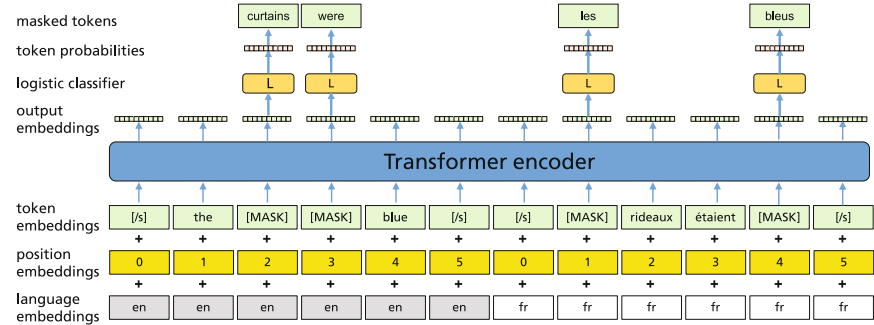 masked tokens curtains were les bleus
token probabilities
logistic classifier L L L L
output
embeddings
Transformer encoder
token
embeddings [/s] the [MASK] [MASK] blue [/s] [/s] [MASK] rideaux étaient [MASK] [/s]
+ + + + + + + + + + + +
position
embeddings 0 1 2 3 4 5 0 1 2 3 4 5
+ + + + + + + + + + + +
language
embeddings en en en en en en fr fr fr fr fr fr